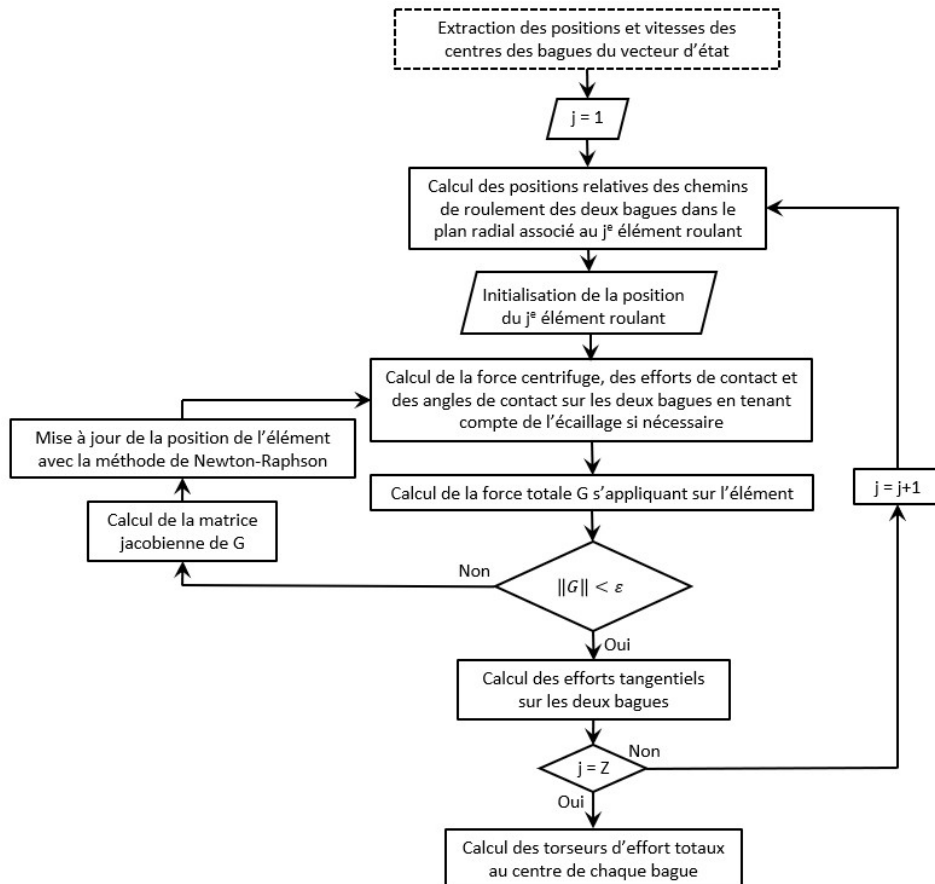 Extraction des positions et vitesses des
centres des bagues du vecteur d’état
j = 1
Calcul des positions relatives des chemins
de roulement des deux bagues dans le
plan radial associé au jᵉ élément roulant
Initialisation de la position
du jᵉ élément roulant
Calcul de la force centrifuge, des efforts de contact et
des angles de contact sur les deux bagues en tenant
compte de l’écaillage si nécessaire
Mise à jour de la position de l’élément
avec la méthode de Newton-Raphson
Calcul de la force totale G s’appliquant sur l’élément
j = j+1
Calcul de la matrice
jacobienne de G
Non
‖G‖ < ε
Oui
Calcul des efforts tangentiels
sur les deux bagues
Non
j = Z
Oui
Calcul des torseurs d’effort totaux
au centre de chaque bague